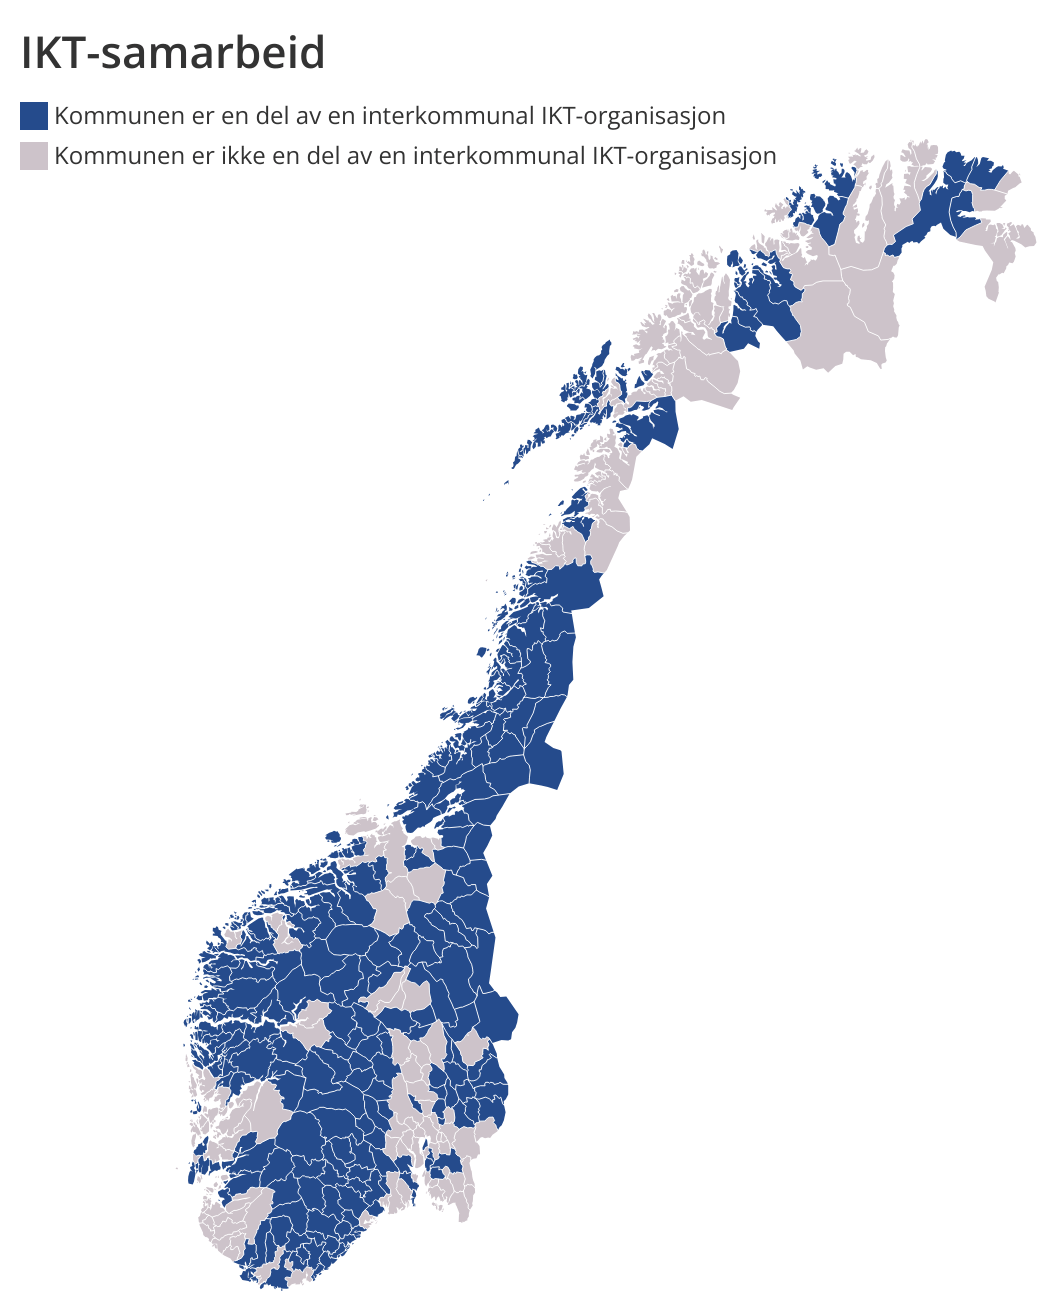 IKT-samarbeid
Kommunen er en del av en interkommunal IKT-organisasjon
Kommunen er ikke en del av en interkommunal IKT-organisasjon